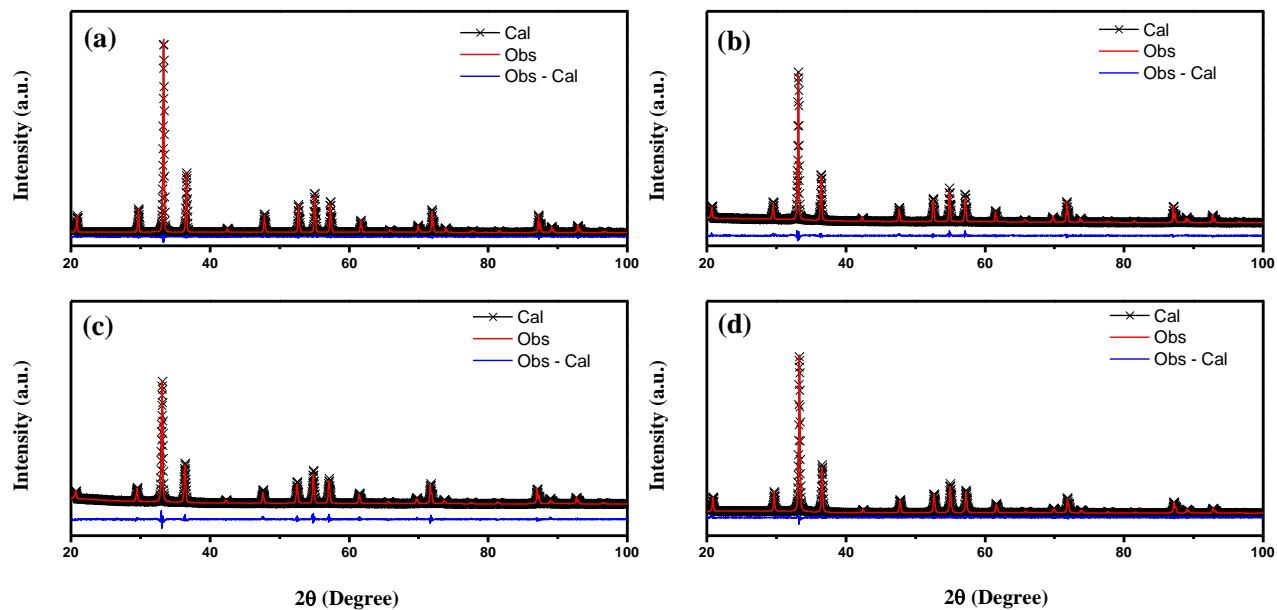 (a)
Cal
Obs
Obs - Cal
Intensity (a.u.)
20 40 60 80 100
(b)
Cal
Obs
Obs - Cal
Intensity (a.u.)
20 40 60 80 100
(c)
Cal
Obs
Obs - Cal
Intensity (a.u.)
20 40 60 80 100
2θ (Degree)
(d)
Cal
Obs
Obs - Cal
Intensity (a.u.)
20 40 60 80 100
2θ (Degree)